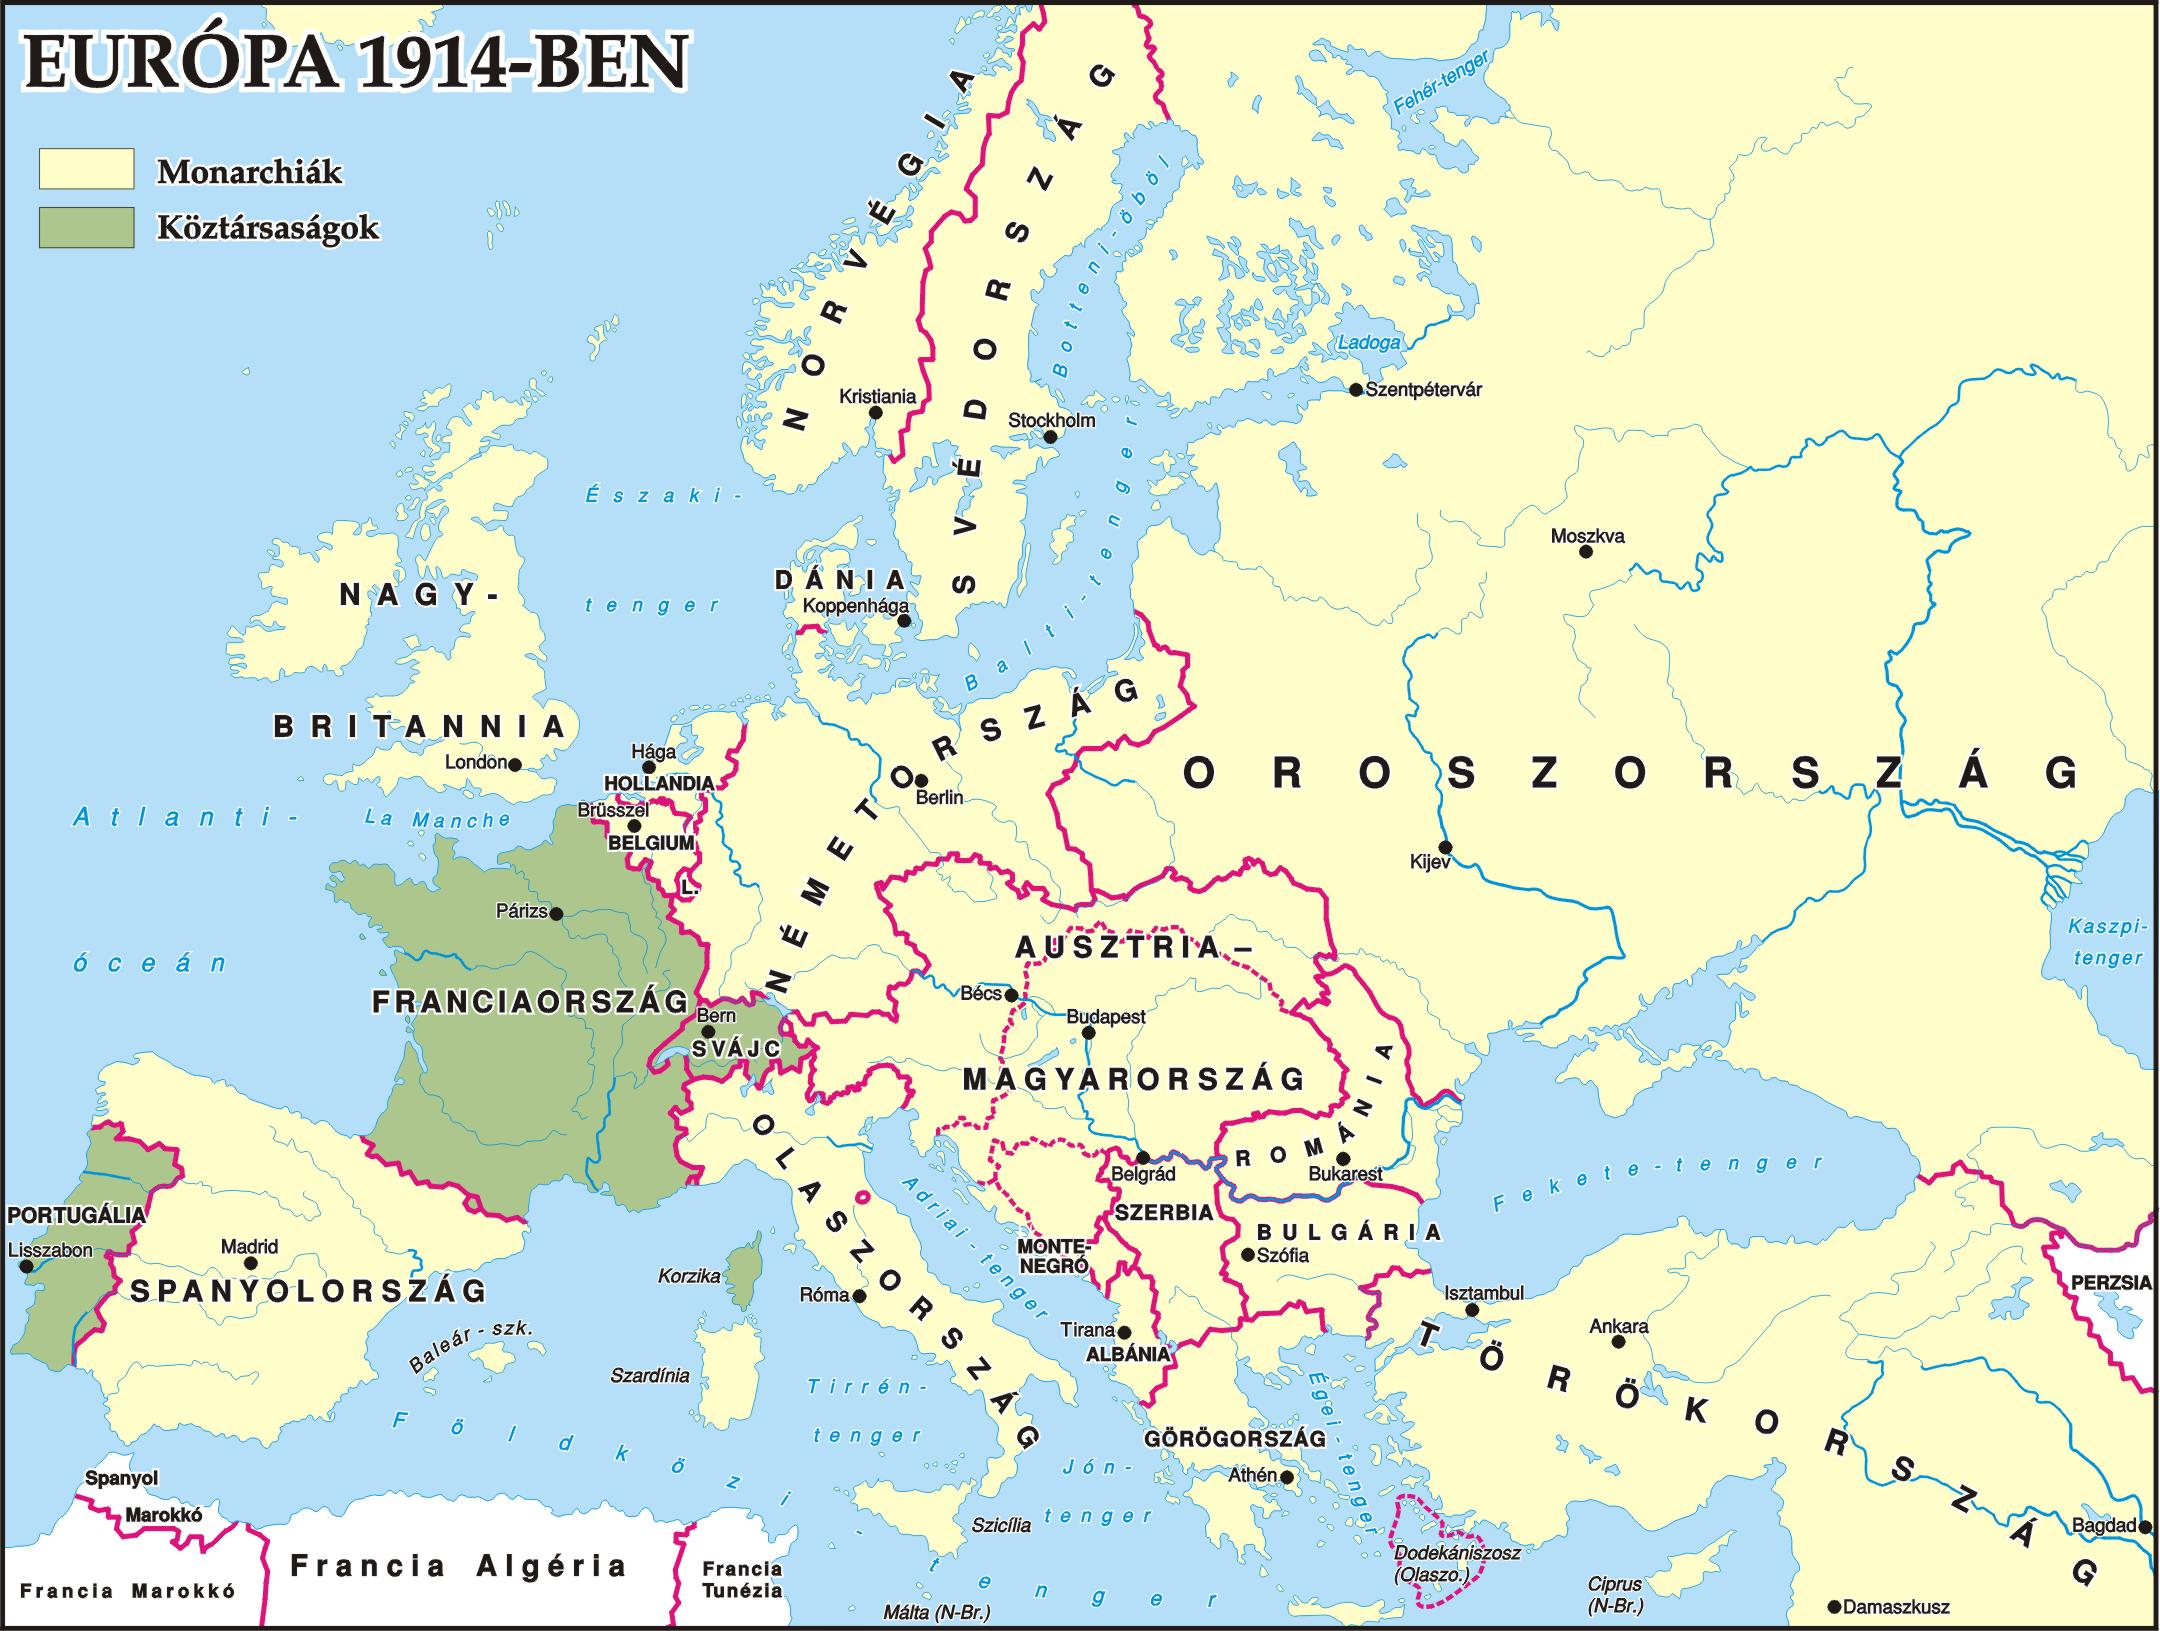 EURÓPA 1914-BEN
Monarchiák
Köztársaságok
NORVÉGIA
SVÉDORSZÁG
Fehér-tenger
Botteni-öböl
Ladoga
Szentpétervár
Kristiania
Stockholm
Északi-
tenger
Balti-tenger
Moszkva
DÁNIA
Koppenhága
NAGY-
BRITANNIA
London
Hága
HOLLANDIA
Brüsszel
BELGIUM
L.
NÉMETORSZÁG
Berlin
OROSZORSZÁG
Kijev
Atlanti-
óceán
La Manche
Párizs
FRANCIAORSZÁG
Bern
SVÁJC
AUSZTRIA –
Bécs
Budapest
MAGYARORSZÁG
Kaszpi-
tenger
ROMÁNIA
Bukarest
Belgrád
SZERBIA
BULGÁRIA
Szófia
MONTE-
NEGRÓ
Fekete-tenger
PORTUGÁLIA
Lisszabon
Madrid
SPANYOLORSZÁG
Baleár - szk.
Korzika
Szardínia
OLASZORSZÁG
Róma
Adriai-tenger
Tirana
ALBÁNIA
Isztambul
Ankara
TÖRÖKORSZÁG
PERZSIA
Tirrén-
tenger
Földközi-tenger
Jón-
tenger
GÖRÖGORSZÁG
Athén
Égei-tenger
Szicília
Málta (N-Br.)
Dodekániszosz
(Olaszo.)
Ciprus
(N-Br.)
Bagdad
Damaszkusz
Spanyol
Marokkó
Francia Marokkó
Francia Algéria
Francia
Tunézia